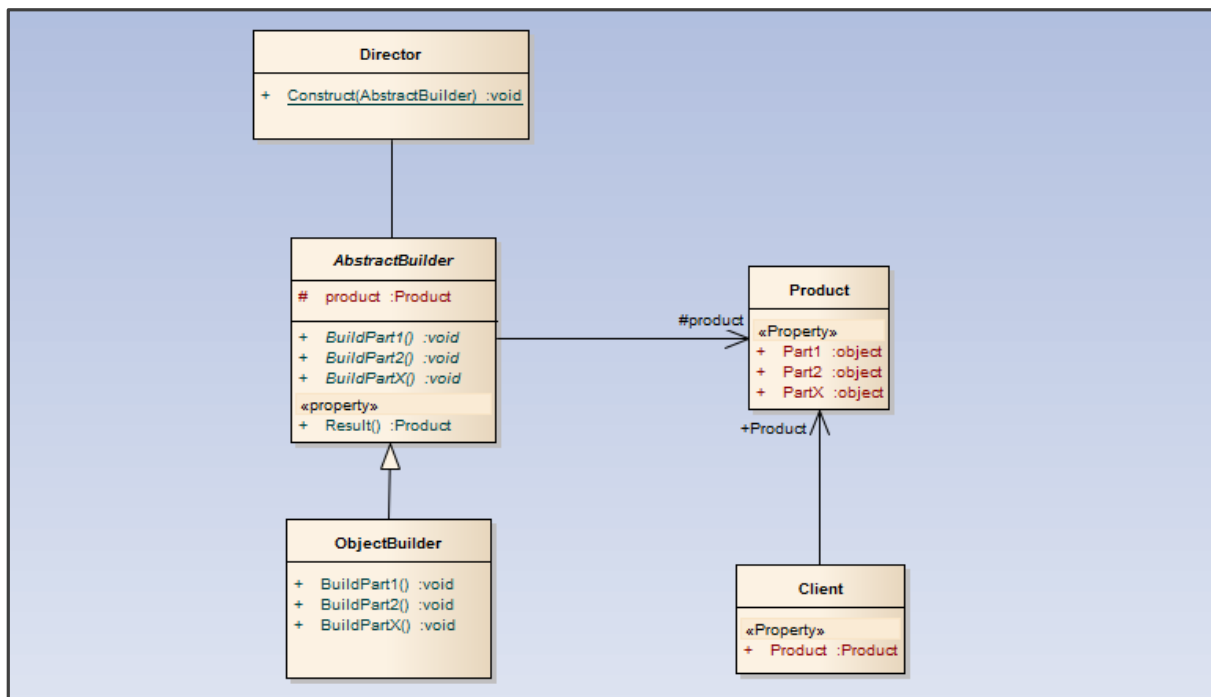 Director
+ Construct(AbstractBuilder) :void
AbstractBuilder
# product :Product
+ BuildPart1() :void
+ BuildPart2() :void
+ BuildPartX() :void
«property»
+ Result() :Product
#product
Product
«Property»
+ Part1 :object
+ Part2 :object
+ PartX :object
+Product
ObjectBuilder
+ BuildPart1() :void
+ BuildPart2() :void
+ BuildPartX() :void
Client
«Property»
+ Product :Product